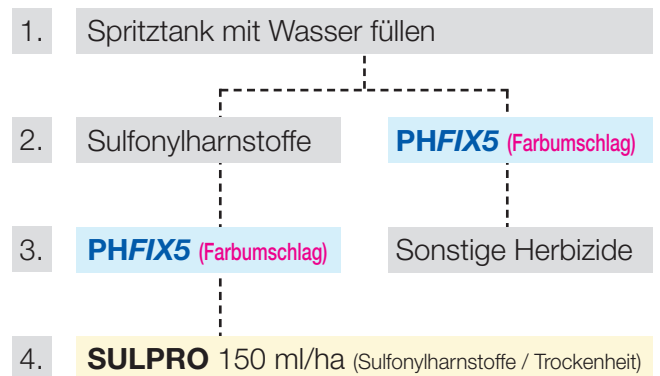 1. Spritztank mit Wasser füllen
2. Sulfonylharnstoffe PHFIX5 (Farbumschlag)
3. PHFIX5 (Farbumschlag) Sonstige Herbizide
4. SULPRO 150 ml/ha (Sulfonylharnstoffe / Trockenheit)